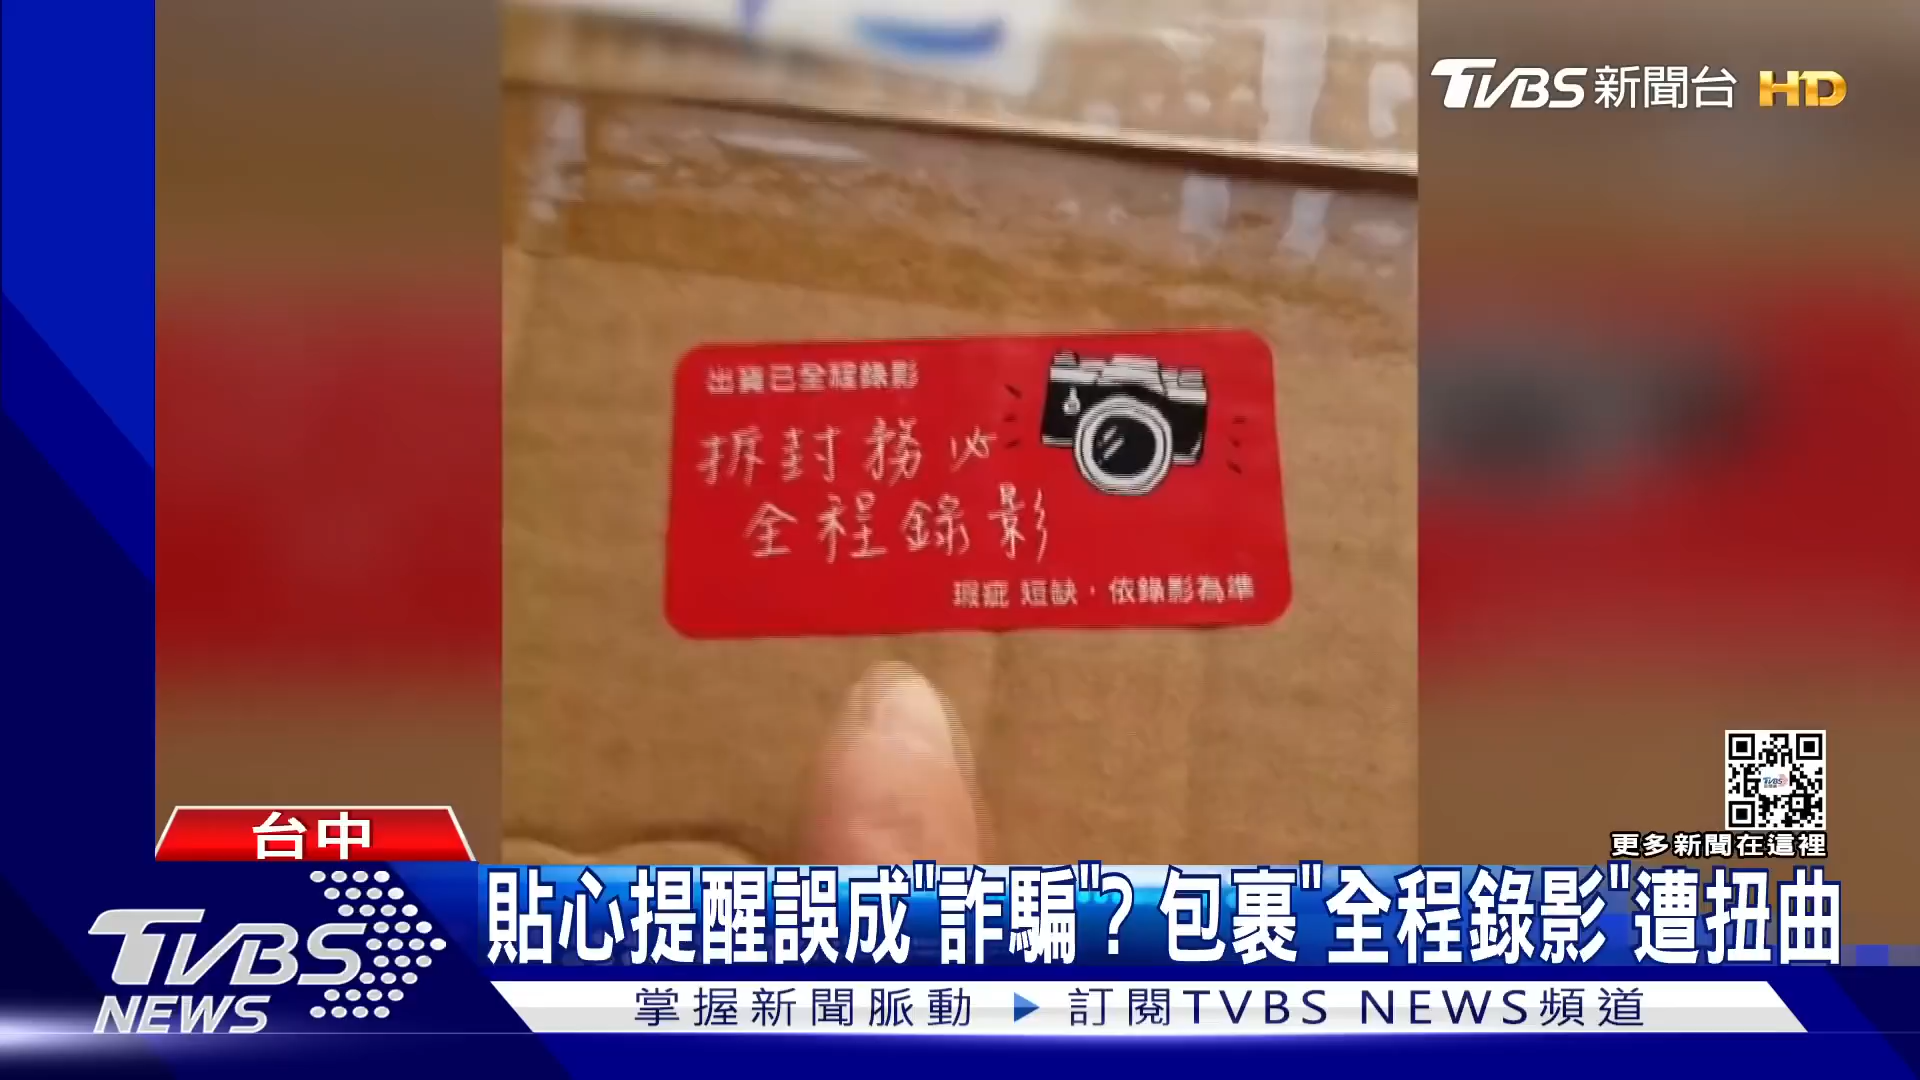 TVBS新聞台 HD
出貨已全程錄影
拆封務必
全程錄影
瑕疵 短缺，依錄影為準
更多新聞在這裡
台中
貼心提醒誤成"詐騙"？包裹"全程錄影"遭扭曲
TVBS NEWS
掌握新聞脈動 ▶ 訂閱TVBS NEWS頻道